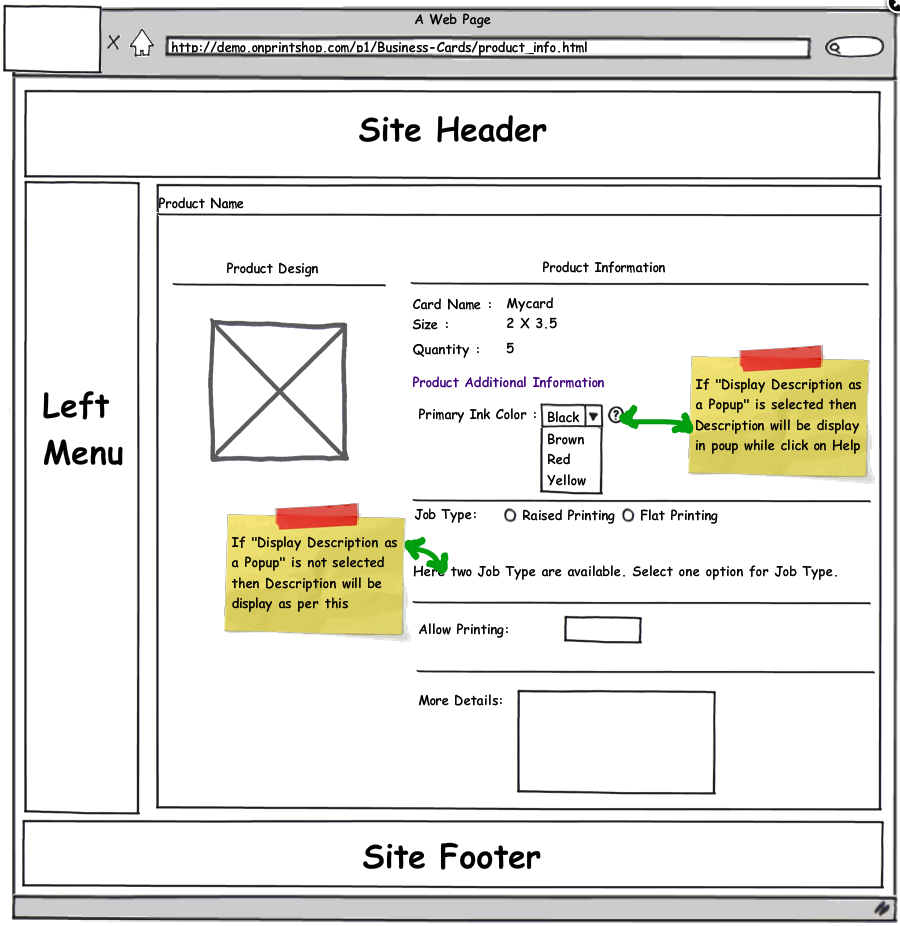 A Web Page
http://demo.onprintshop.com/p1/Business-Cards/product_info.html
Site Header
Left
Menu
Product Name
Product Design
Product Information
Card Name : Mycard
Size : 2 X 3.5
Quantity : 5
Product Additional Information
Primary Ink Color : Black ?
Brown
Red
Yellow
If "Display Description as
a Popup" is selected then
Description will be display
in poup while click on Help
Job Type: Raised Printing Flat Printing
If "Display Description as
a Popup" is not selected
then Description will be
display as per this
Here two Job Type are available. Select one option for Job Type.
Allow Printing:
More Details:
Site Footer